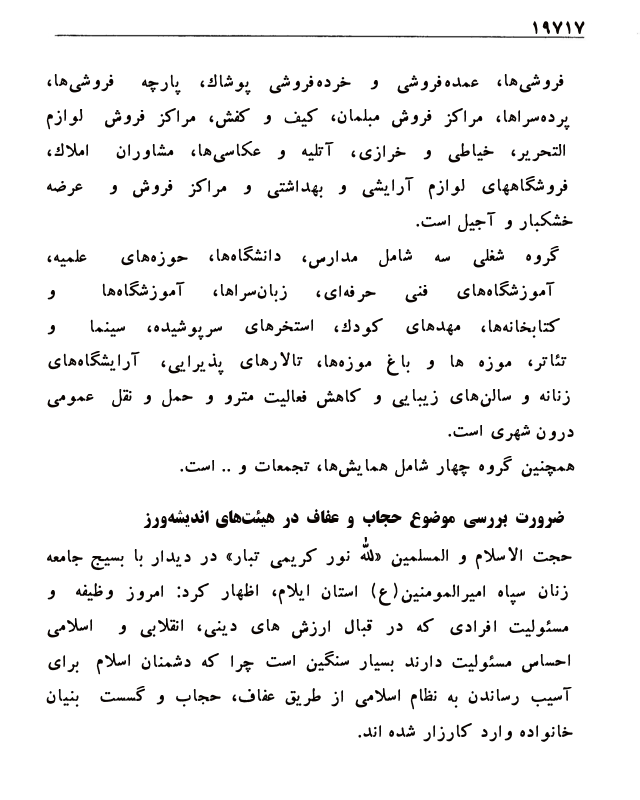 ۱۹۷۱۷
فروشی‌ها، عمده‌فروشی و خرده‌فروشی پوشاك، پارچه فروشی‌ها،
پرده‌سراها، مراکز فروش مبلمان، کیف و کفش، مراکز فروش لوازم
التحریر، خیاطی و خرازی، آتلیه و عکاسی‌ها، مشاوران املاك،
فروشگاههای لوازم آرایشی و بهداشتی و مراکز فروش و عرضه
خشکبار و آجیل است.
گروه شغلی سه شامل مدارس، دانشگاه‌ها، حوزه‌های علمیه،
آموزشگاه‌های فنی حرفه‌ای، زبان‌سراها، آموزشگاه‌ها و
کتابخانه‌ها، مهدهای کودك، استخرهای سرپوشیده، سینما و
تئاتر، موزه ها و باغ موزه‌ها، تالارهای پذیرایی، آرایشگاه‌های
زنانه و سالن‌های زیبایی و کاهش فعالیت مترو و حمل و نقل عمومی
درون شهری است.
همچنین گروه چهار شامل همایش‌ها، تجمعات و .. است.
ضرورت بررسی موضوع حجاب و عفاف در هیئت‌های اندیشه‌ورز
حجت الاسلام و المسلمین «لله نور کریمی تبار» در دیدار با بسیج جامعه
زنان سپاه امیرالمومنین(ع) استان ایلام، اظهار کرد: امروز وظیفه و
مسئولیت افرادی که در قبال ارزش های دینی، انقلابی و اسلامی
احساس مسئولیت دارند بسیار سنگین است چرا که دشمنان اسلام برای
آسیب رساندن به نظام اسلامی از طریق عفاف، حجاب و گسست بنیان
خانواده وارد کارزار شده اند.